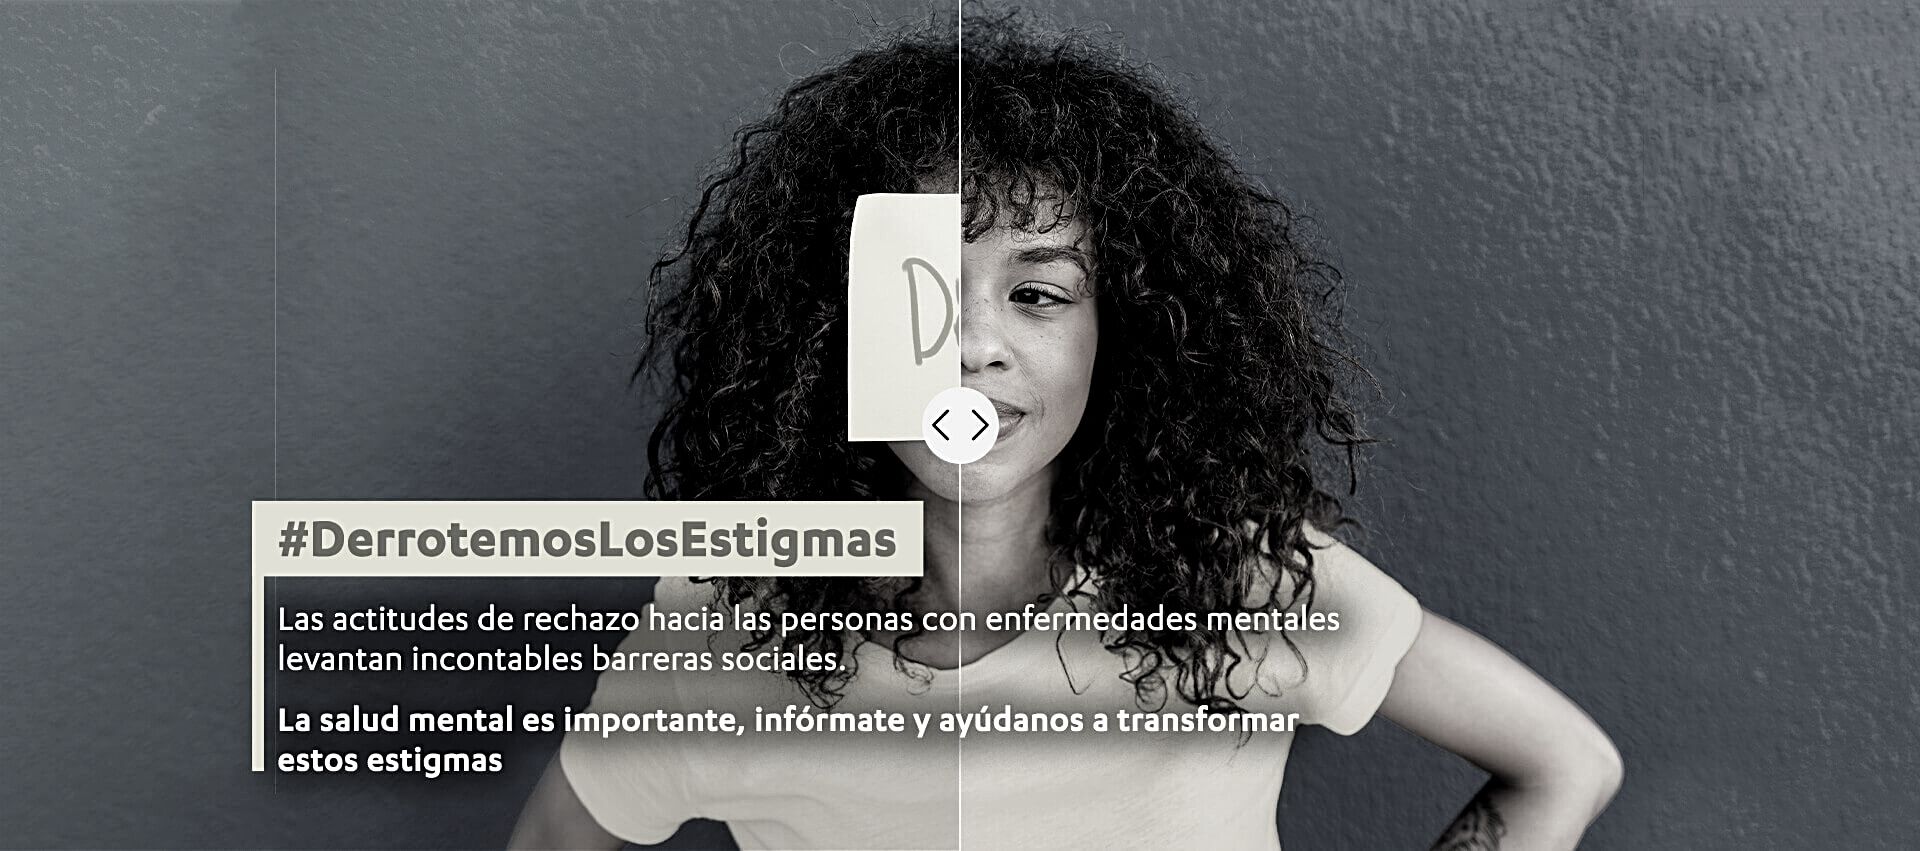 #DerrotemosLosEstigmas
Las actitudes de rechazo hacia las personas con enfermedades mentales
levantan incontables barreras sociales.
La salud mental es importante, infórmate y ayúdanos a transformar
estos estigmas